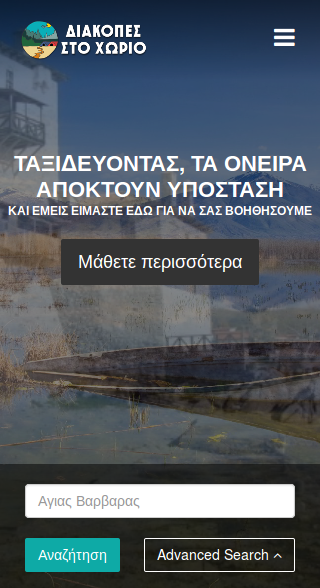 ΔΙΑΚΟΠΕΣ
ΣΤΟ ΧΩΡΙΟ
ΤΑΞΙΔΕΥΟΝΤΑΣ, ΤΑ ΟΝΕΙΡΑ
ΑΠΟΚΤΟΥΝ ΥΠΟΣΤΑΣΗ
ΚΑΙ ΕΜΕΙΣ ΕΙΜΑΣΤΕ ΕΔΩ ΓΙΑ ΝΑ ΣΑΣ ΒΟΗΘΗΣΟΥΜΕ
Μάθετε περισσότερα
Αγιας Βαρβαρας
Αναζήτηση
Advanced Search